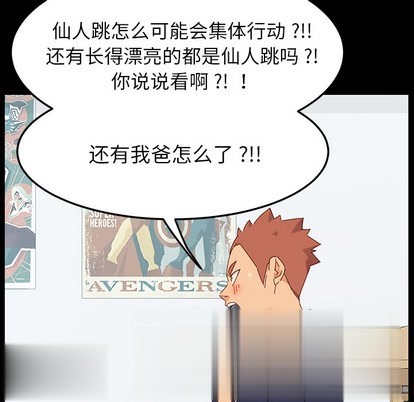 仙人跳怎么可能会集体行动 ?!!
还有长得漂亮的都是仙人跳吗 ?!
你说说看啊 ?! ！
还有我爸怎么了 ?!!
SUPER
HEROES!
AVENGERS